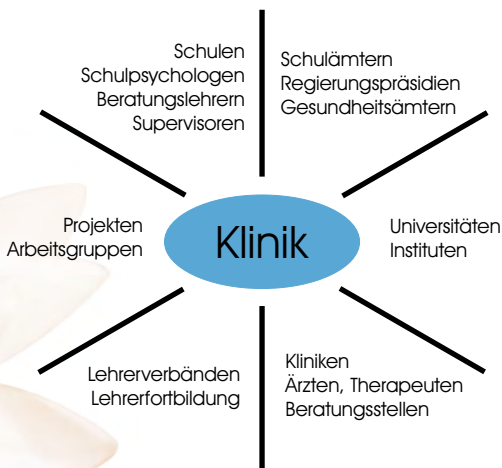 Schulen
Schulpsychologen
Beratungslehrern
Supervisoren
Schulämtern
Regierungspräsidien
Gesundheitsämtern
Projekten
Arbeitsgruppen
Klinik
Universitäten
Instituten
Lehrerverbänden
Lehrerfortbildung
Kliniken
Ärzten, Therapeuten
Beratungsstellen